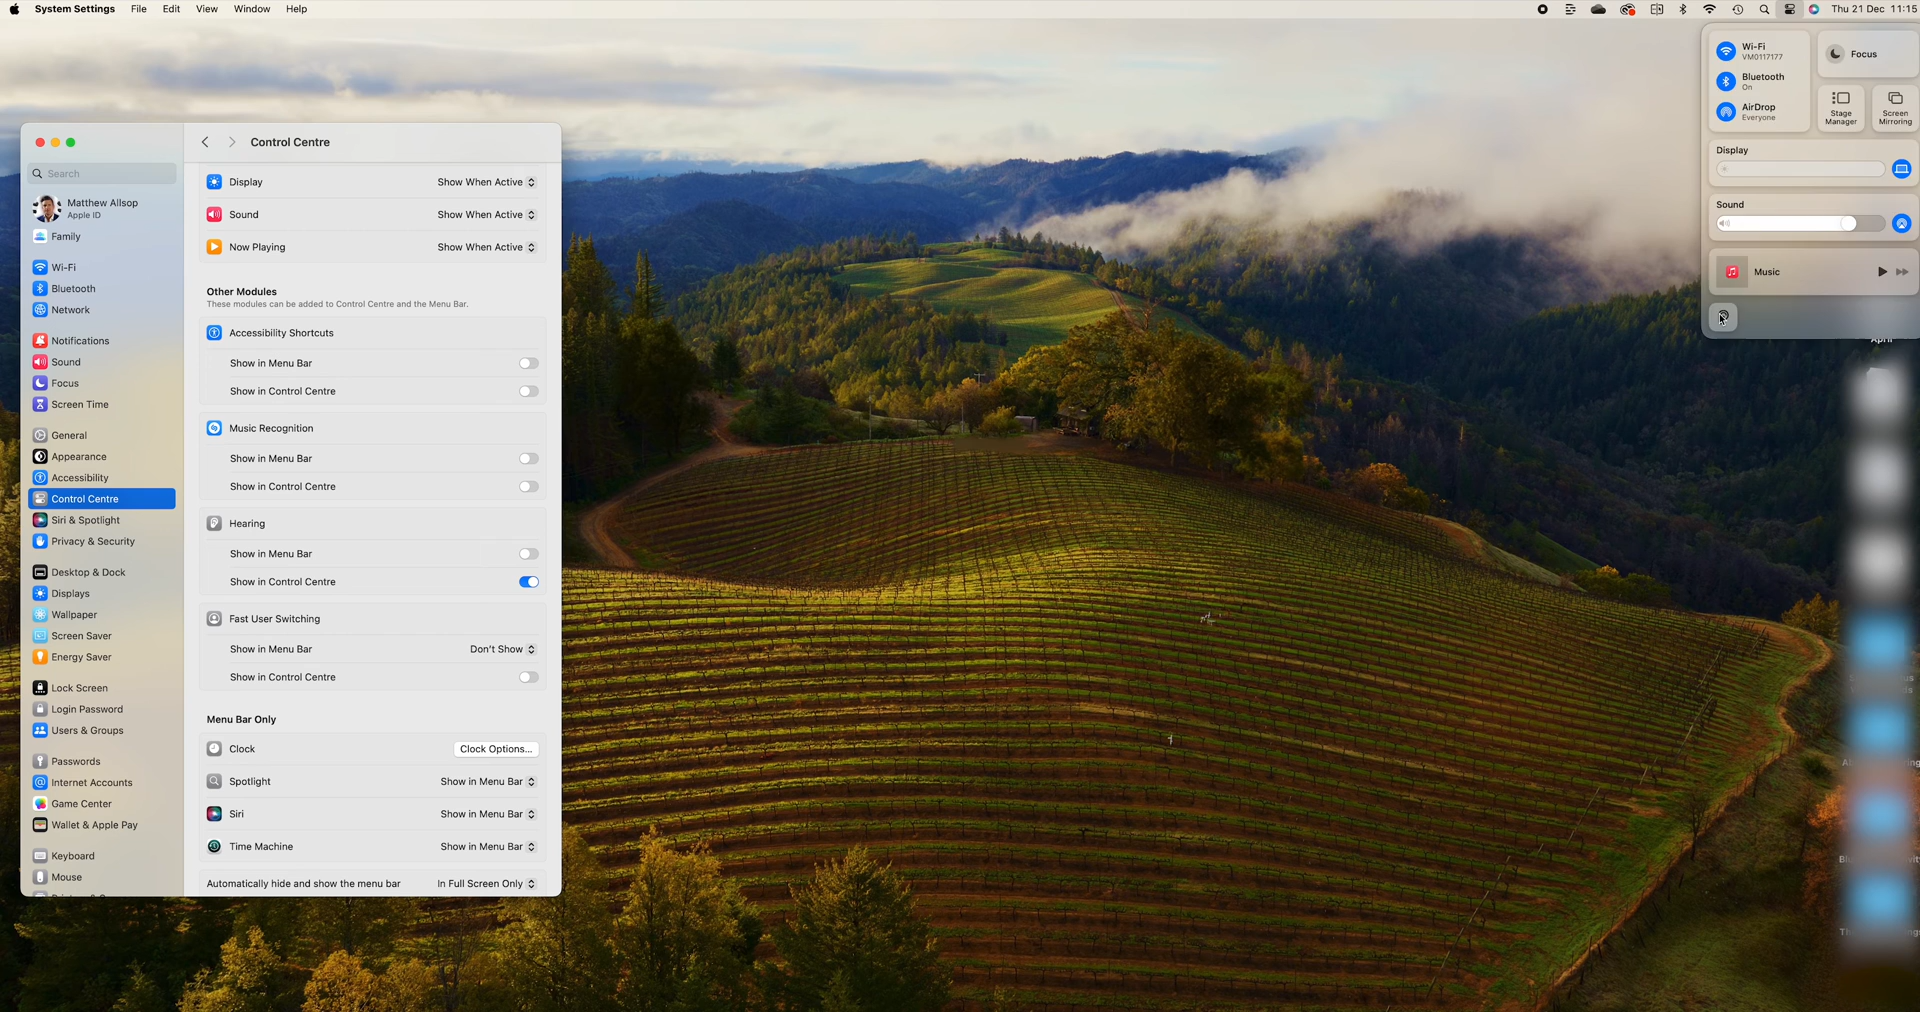 System Settings File Edit View Window Help
Thu 21 Dec 11:15
Control Centre
Search
Matthew Allsop
Apple ID
Family
Wi-Fi
Bluetooth
Network
Notifications
Sound
Focus
Screen Time
General
Appearance
Accessibility
Control Centre
Siri & Spotlight
Privacy & Security
Desktop & Dock
Displays
Wallpaper
Screen Saver
Energy Saver
Lock Screen
Login Password
Users & Groups
Passwords
Internet Accounts
Game Center
Wallet & Apple Pay
Keyboard
Mouse
Display Show When Active
Sound Show When Active
Now Playing Show When Active
Other Modules
These modules can be added to Control Centre and the Menu Bar.
Accessibility Shortcuts
Show in Menu Bar
Show in Control Centre
Music Recognition
Show in Menu Bar
Show in Control Centre
Hearing
Show in Menu Bar
Show in Control Centre
Fast User Switching
Show in Menu Bar Don't Show
Show in Control Centre
Menu Bar Only
Clock Clock Options...
Spotlight Show in Menu Bar
Siri Show in Menu Bar
Time Machine Show in Menu Bar
Automatically hide and show the menu bar In Full Screen Only
Wi-Fi
VM0117177
Bluetooth
On
AirDrop
Everyone
Focus
Stage
Manager
Screen
Mirroring
Display
Sound
Music
April